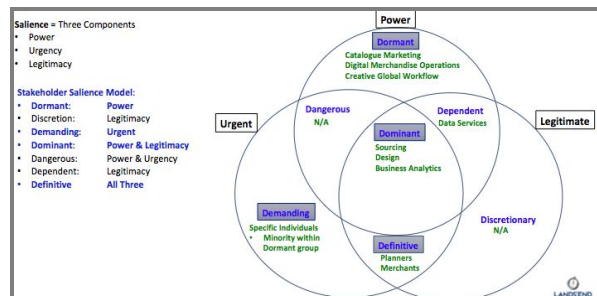 Salience = Three Components
• Power
• Urgency
• Legitimacy
Stakeholder Salience Model:
• Dormant: Power
• Discretion: Legitimacy
• Demanding: Urgent
• Dominant: Power & Legitimacy
• Dangerous: Power & Urgency
• Dependent: Legitimacy
• Definitive All Three
Power
Dormant
Catalogue Marketing
Digital Merchandise Operations
Creative Global Workflow
Urgent
Dangerous
N/A
Dependent
Data Services
Legitimate
Dominant
Sourcing
Design
Business Analytics
Demanding
Specific Individuals
• Minority within
Dormant group
Discretionary
N/A
Definitive
Planners
Merchants
LANDS'END